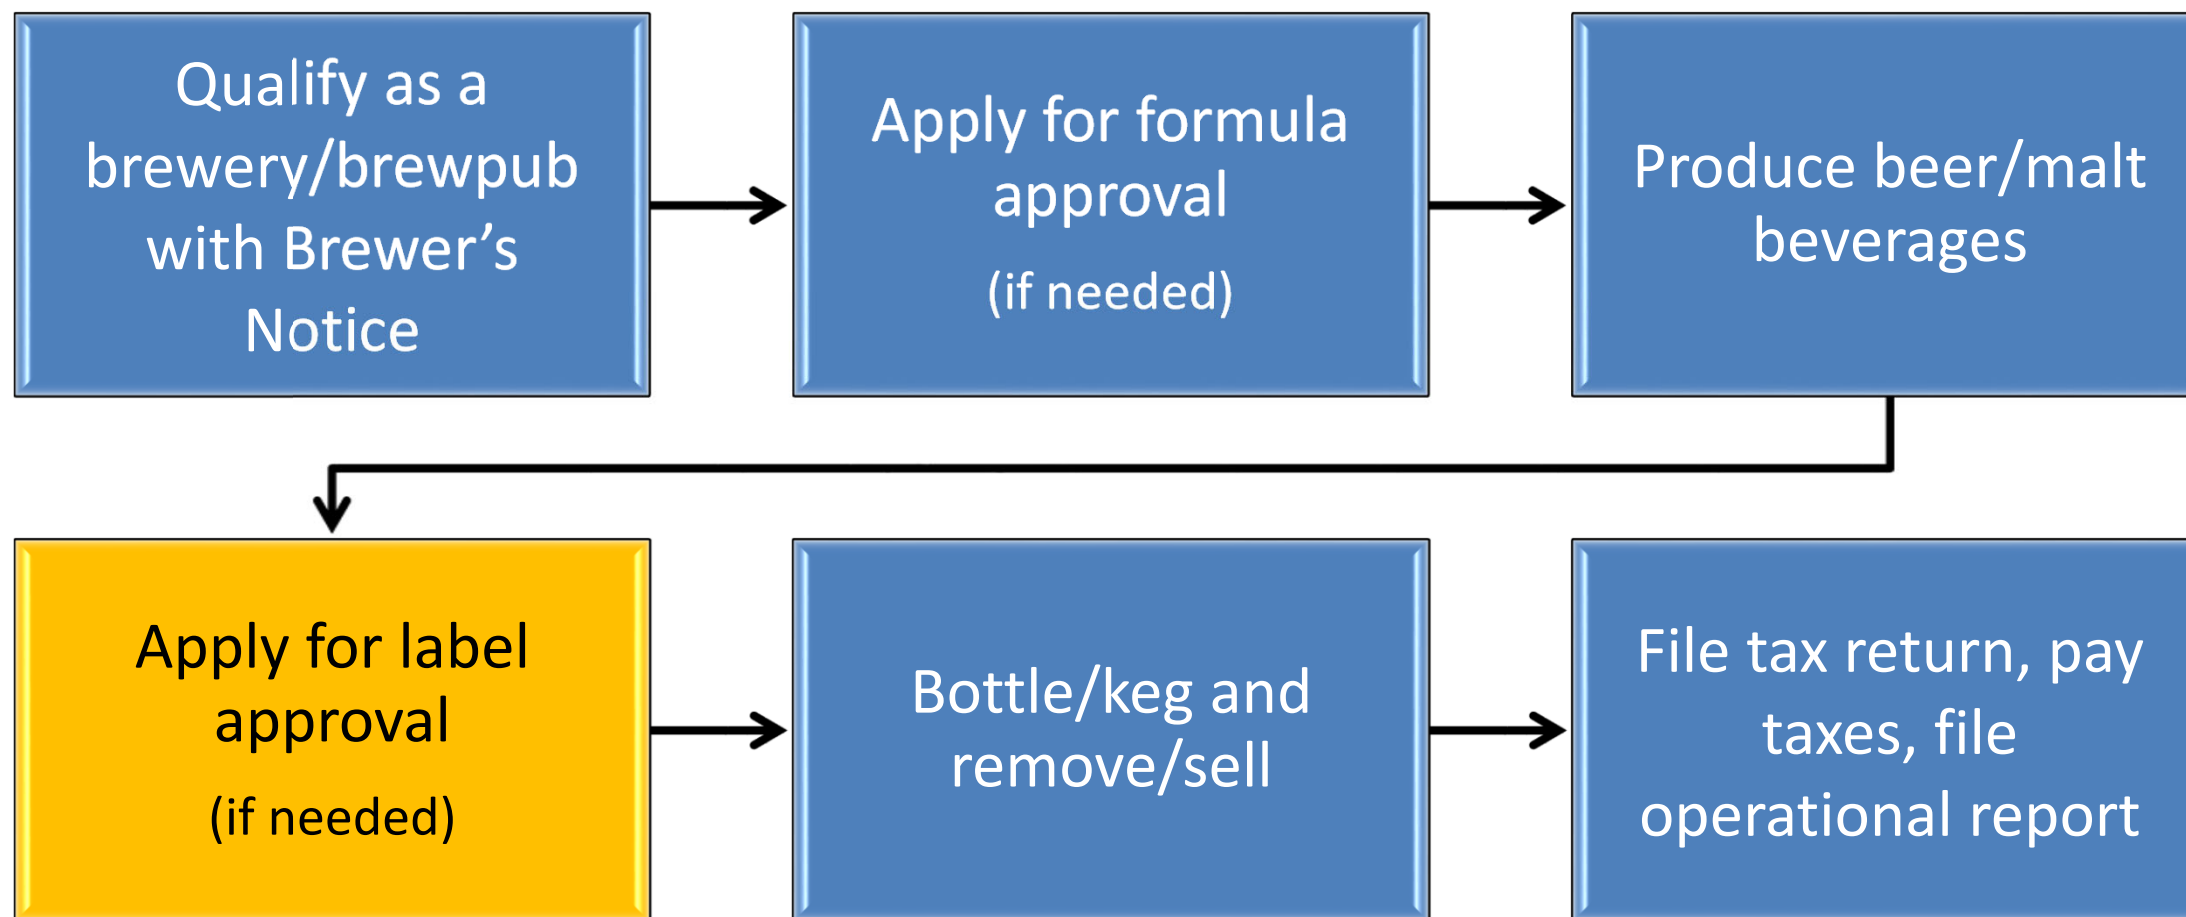 Qualify as a
brewery/brewpub
with Brewer’s
Notice
Apply for formula
approval
(if needed)
Produce beer/malt
beverages
Apply for label
approval
(if needed)
Bottle/keg and
remove/sell
File tax return, pay
taxes, file
operational report